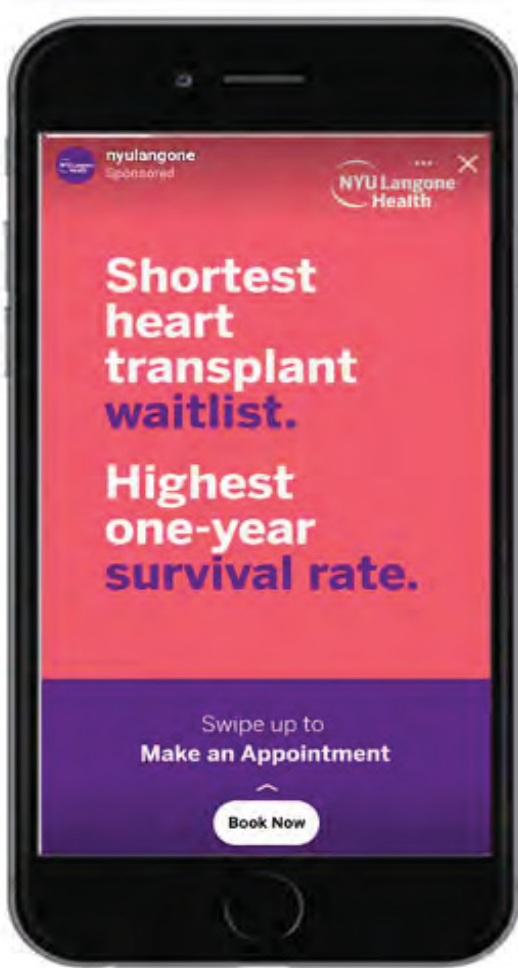 nyulangone
Sponsored
NYU Langone
Health
Shortest
heart
transplant
waitlist.
Highest
one-year
survival rate.
Swipe up to
Make an Appointment
Book Now